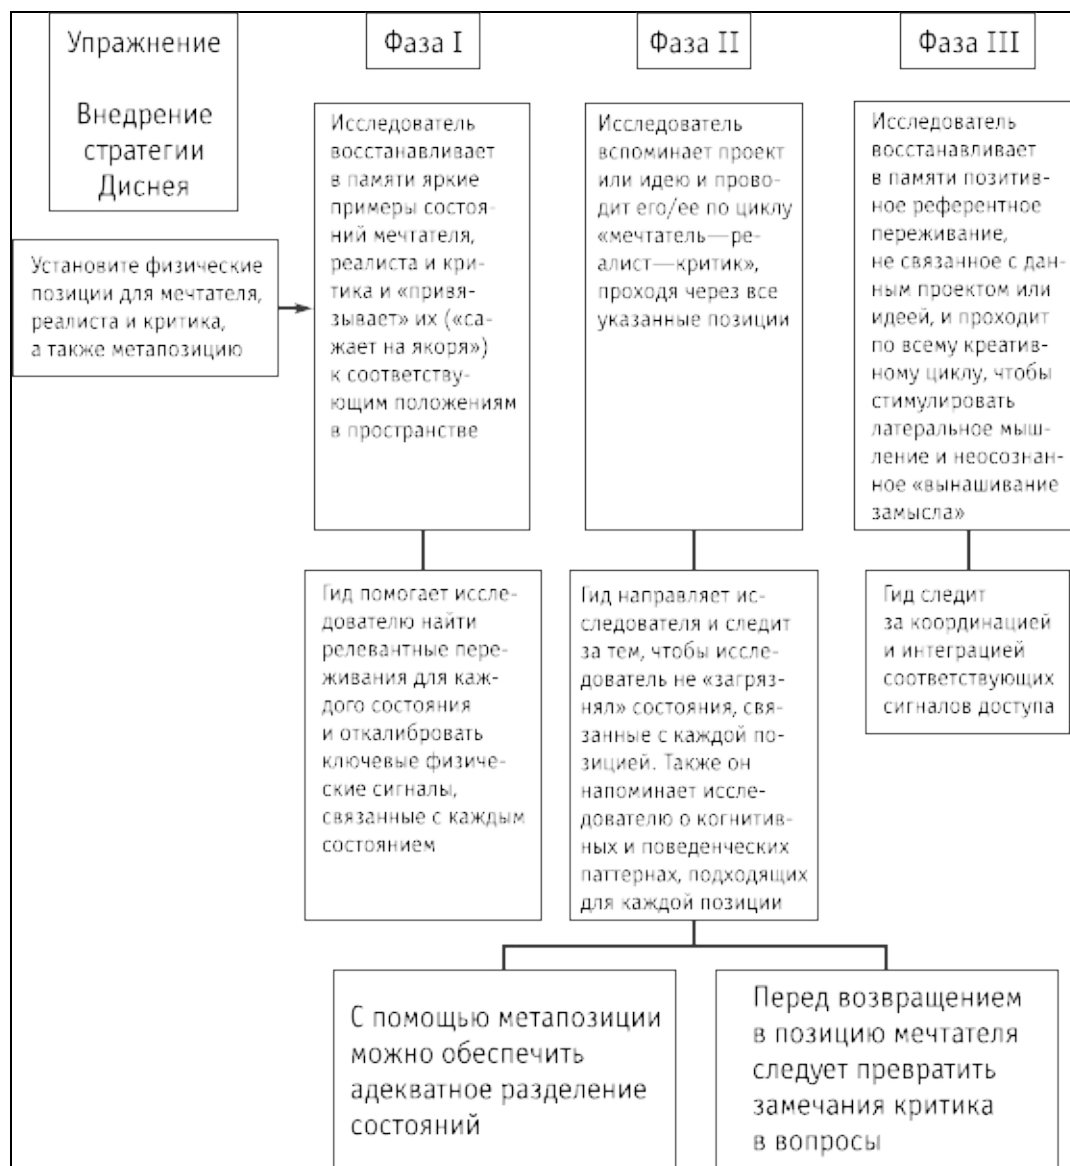 Упражнение
Внедрение
стратегии
Диснея
Установите физические
позиции для мечтателя,
реалиста и критика,
а также метапозицию
Фаза I
Исследователь
восстанавливает
в памяти яркие
примеры состоя-
ний мечтателя,
реалиста и кри-
тика и «привя-
зывает» их («са-
жает на якоря»)
к соответству-
ющим положениям
в пространстве
Гид помогает иссле-
дователю найти
релевантные пере-
живания для каж-
дого состояния
и откалибровать
ключевые физиче-
ские сигналы,
связанные с каждым
состоянием
Фаза II
Исследователь
вспоминает проект
или идею и прово-
дит его/ее по циклу
«мечтатель—ре-
алист—критик»,
проходя через все
указанные позиции
Гид направляет ис-
следователя и следит
за тем, чтобы иссле-
дователь не «загряз-
нял» состояния, свя-
занные с каждой по-
зицией. Также он
напоминает иссле-
дователю о когнитив-
ных и поведенческих
паттернах, подходящих
для каждой позиции
Фаза III
Исследователь
восстанавливает
в памяти позитив-
ное референтное
переживание,
не связанное с дан-
ным проектом или
идеей, и проходит
по всему креатив-
ному циклу, чтобы
стимулировать
латеральное мыш-
ление и неосознан-
ное «вынашивание
замысла»
Гид следит
за координацией
и интеграцией
соответствующих
сигналов доступа
С помощью метапозиции
можно обеспечить
адекватное разделение
состояний
Перед возвращением
в позицию мечтателя
следует превратить
замечания критика
в вопросы